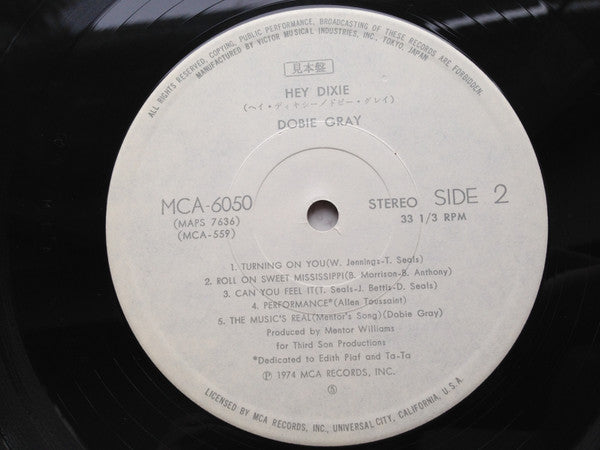 ALL RIGHTS RESERVED, COPYING, PUBLIC PERFORMANCE, BROADCASTING OF THESE RECORDS ARE FORBIDDEN.
MANUFACTURED BY VICTOR MUSICAL INDUSTRIES, INC., TOKYO, JAPAN
見本盤
HEY DIXIE
(ヘイ・ディキシー/ドビー・グレイ)
DOBIE GRAY
MCA-6050
(MAPS 7636)
(MCA-559)
STEREO SIDE 2
33 1/3 RPM
1. TURNING ON YOU(W. Jennings-T. Seals)
2. ROLL ON SWEET MISSISSIPPI(B. Morrison-B. Anthony)
3. CAN YOU FEEL IT(T. Seals-J. Bettis-D. Seals)
4. PERFORMANCE*(Allen Toussaint)
5. THE MUSIC'S REAL(Mentor's Song)(Dobie Gray)
Produced by Mentor Williams
for Third Son Productions
*Dedicated to Edith Piaf and Ta-Ta
Ⓟ 1974 MCA RECORDS, INC.
LICENSED BY MCA RECORDS, INC., UNIVERSAL CITY, CALIFORNIA, U.S.A.